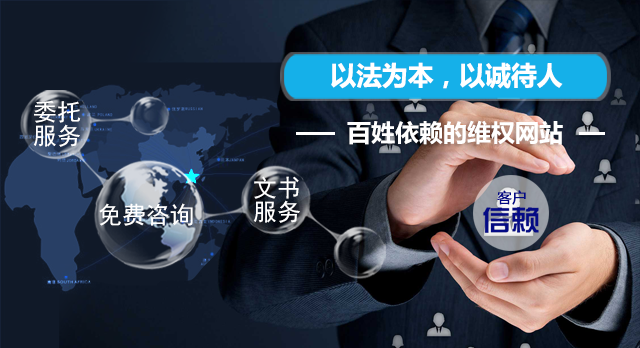 以法为本，以诚待人
百姓依赖的维权网站
委托
服务
免费咨询
文书
服务
客户
信赖